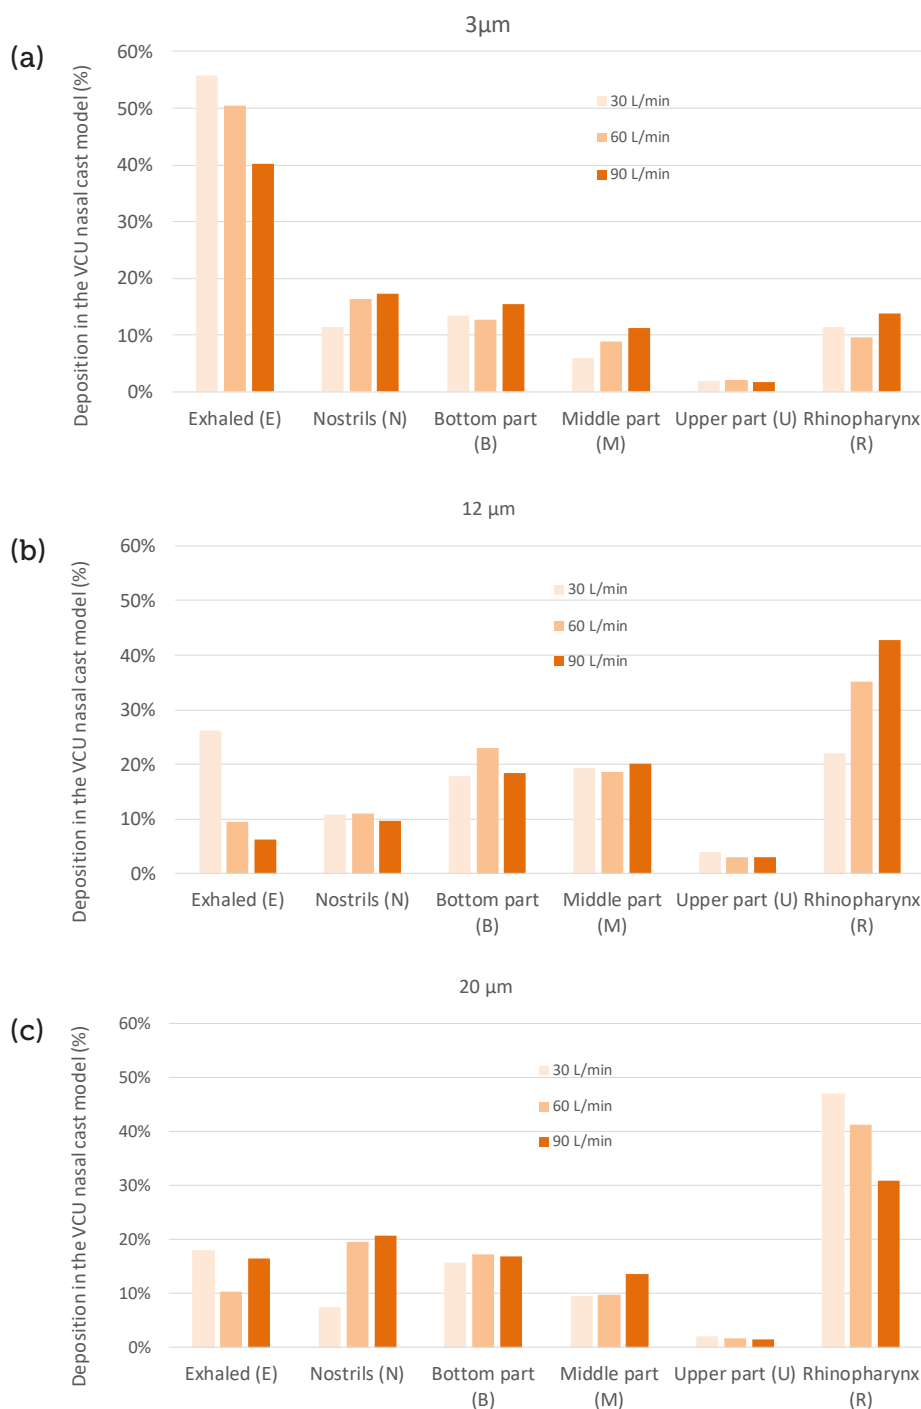 3µm
(a)
Deposition in the VCU nasal cast model (%)
60%
50%
40%
30%
20%
10%
0%
30 L/min
60 L/min
90 L/min
Exhaled (E)
Nostrils (N)
Bottom part
(B)
Middle part
(M)
Upper part (U)
Rhinopharynx
(R)
12 µm
(b)
Deposition in the VCU nasal cast model (%)
60%
50%
40%
30%
20%
10%
0%
30 L/min
60 L/min
90 L/min
Exhaled (E)
Nostrils (N)
Bottom part
(B)
Middle part
(M)
Upper part (U)
Rhinopharynx
(R)
20 µm
(c)
Deposition in the VCU nasal cast model (%)
60%
50%
40%
30%
20%
10%
0%
30 L/min
60 L/min
90 L/min
Exhaled (E)
Nostrils (N)
Bottom part
(B)
Middle part
(M)
Upper part (U)
Rhinopharynx
(R)